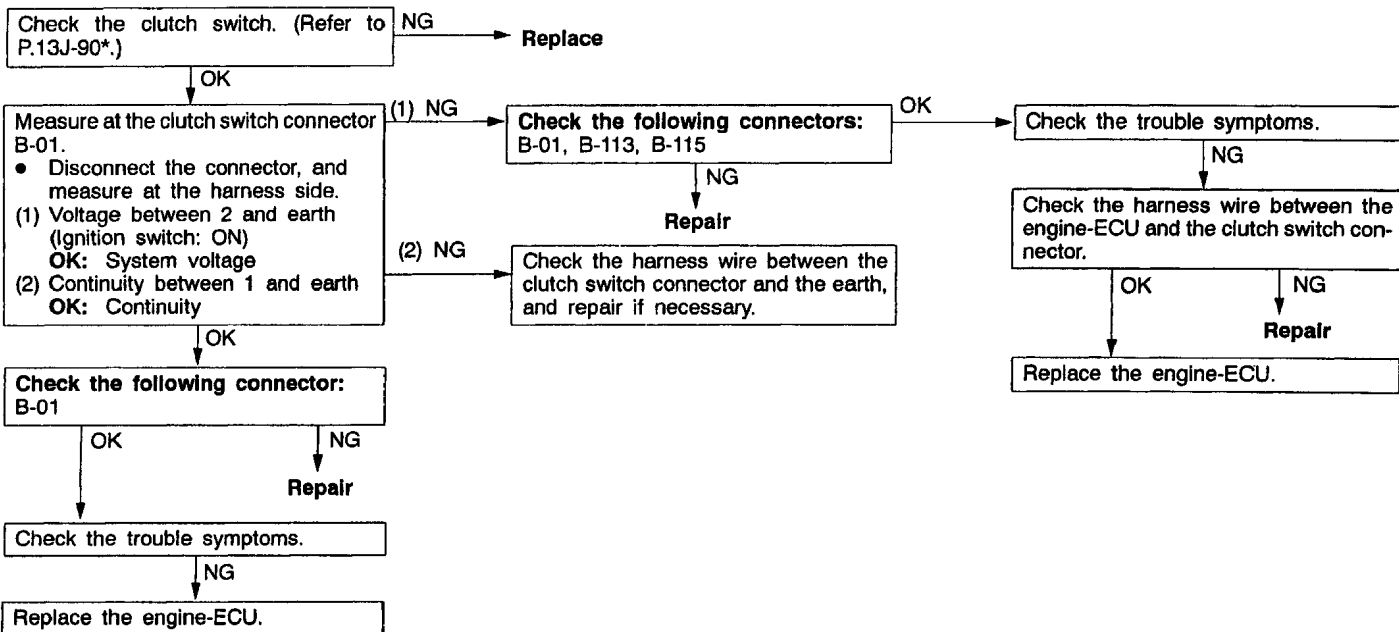 Check the clutch switch. (Refer to
P.13J-90*.)
NG
Replace
OK
Measure at the clutch switch connector
B-01.
● Disconnect the connector, and
measure at the harness side.
(1) Voltage between 2 and earth
(Ignition switch: ON)
OK: System voltage
(2) Continuity between 1 and earth
OK: Continuity
(1) NG
Check the following connectors:
B-01, B-113, B-115
OK
Check the trouble symptoms.
NG
Repair
NG
Check the harness wire between the
engine-ECU and the clutch switch con-
nector.
(2) NG
Check the harness wire between the
clutch switch connector and the earth,
and repair if necessary.
OK
NG
Repair
Replace the engine-ECU.
OK
Check the following connector:
B-01
OK
NG
Repair
Check the trouble symptoms.
NG
Replace the engine-ECU.